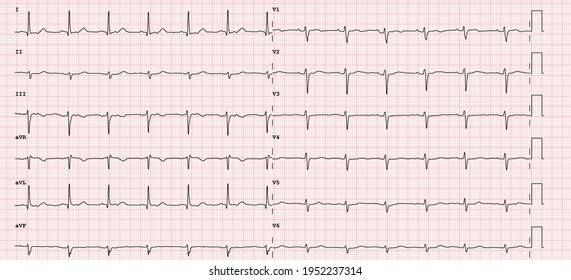 I
V1
II
V2
III
V3
aVR
V4
aVL
V5
aVF
V6
shutterstock.com · 1952237314